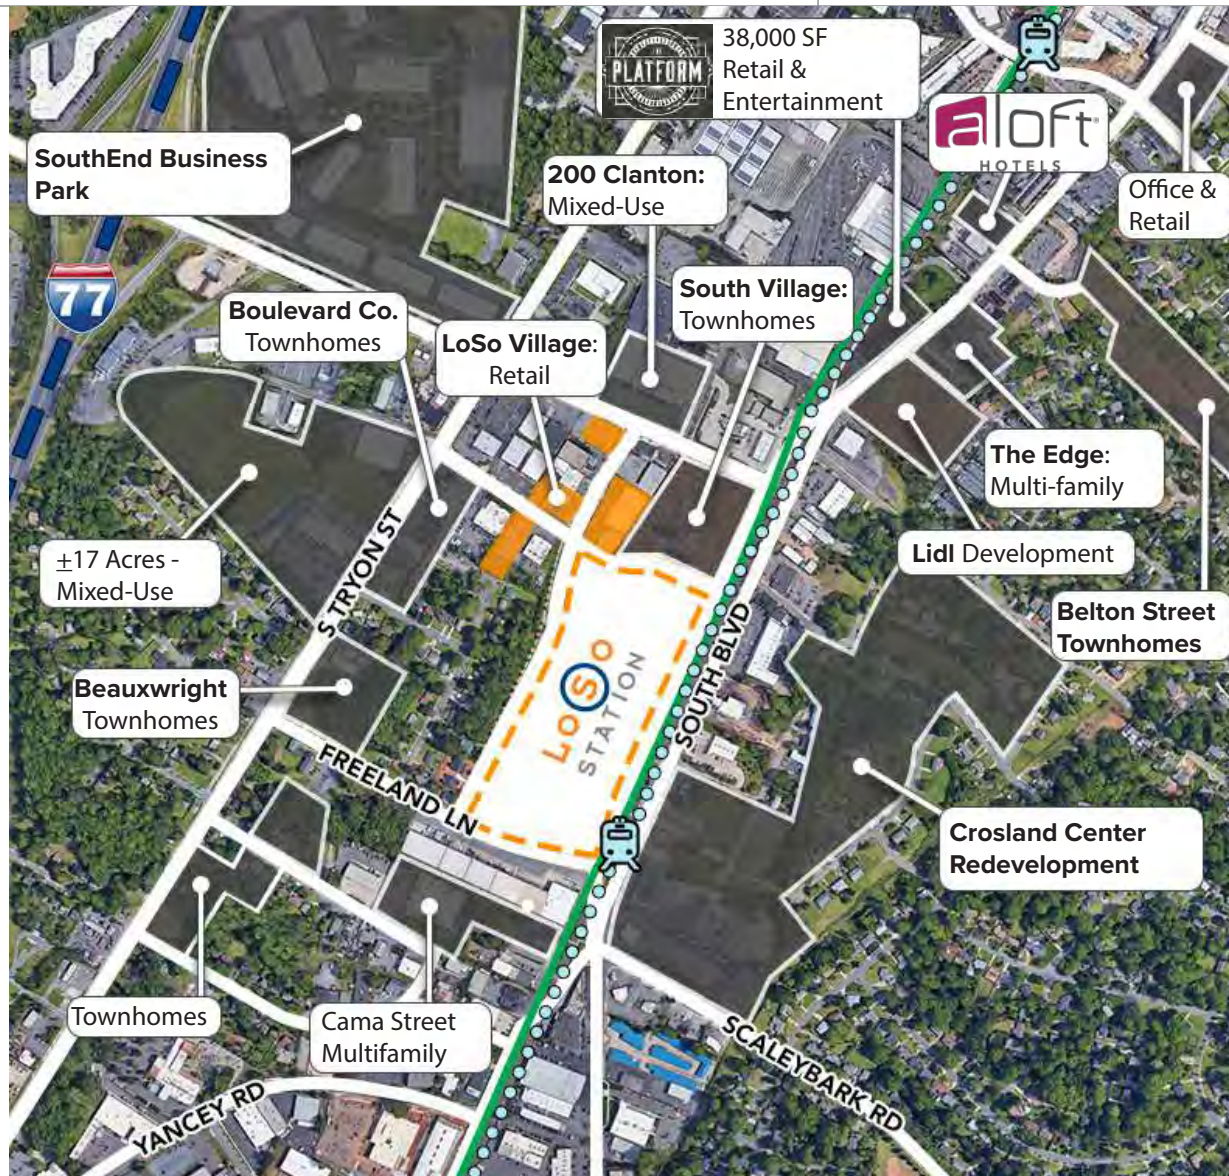 PLATFORM
38,000 SF
Retail &
Entertainment
aloft
HOTELS
SouthEnd Business
Park
200 Clanton:
Mixed-Use
Office &
Retail
77
Boulevard Co.
Townhomes
LoSo Village:
Retail
South Village:
Townhomes
The Edge:
Multi-family
±17 Acres -
Mixed-Use
Lidl Development
S TRYON ST
Belton Street
Townhomes
Beauxwright
Townhomes
LoSo
STATION
SOUTH BLVD
FREELAND LN
Crosland Center
Redevelopment
Townhomes
Cama Street
Multifamily
SCALEYBARK RD
YANCEY RD